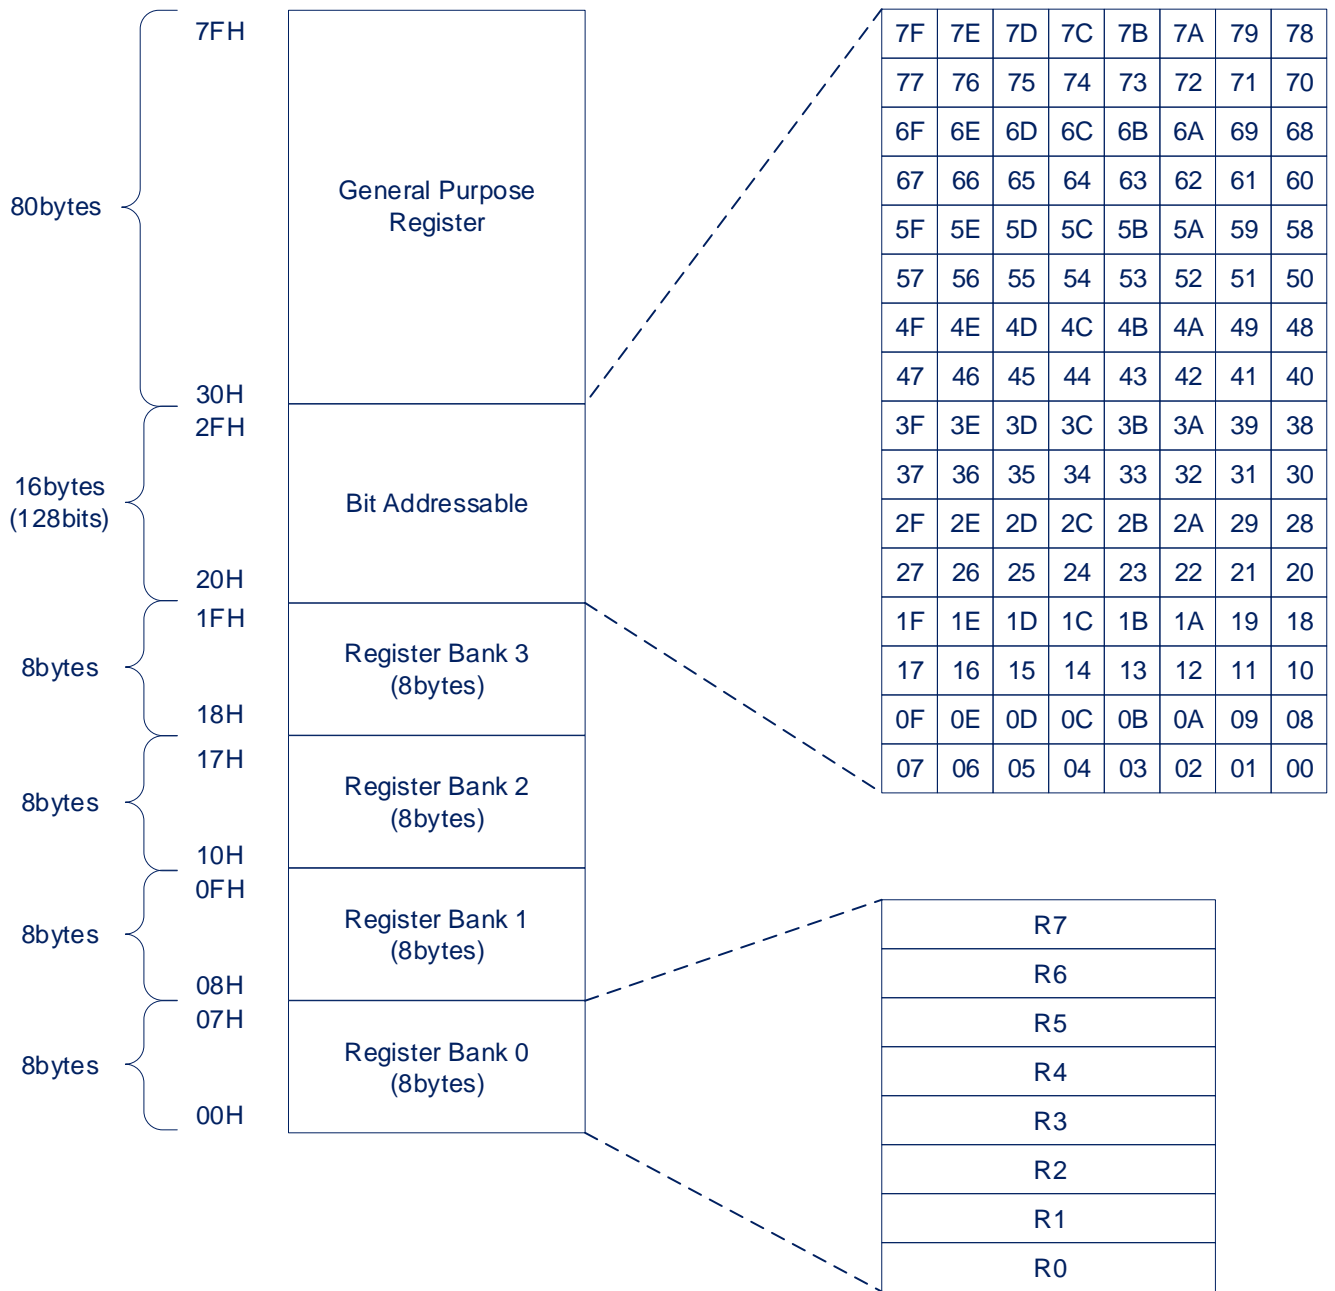 7FH
80bytes
General Purpose
Register
30H
2FH
16bytes
(128bits)
Bit Addressable
20H
1FH
8bytes
Register Bank 3
(8bytes)
18H
17H
8bytes
Register Bank 2
(8bytes)
10H
0FH
8bytes
Register Bank 1
(8bytes)
08H
07H
8bytes
Register Bank 0
(8bytes)
00H
7F 7E 7D 7C 7B 7A 79 78
77 76 75 74 73 72 71 70
6F 6E 6D 6C 6B 6A 69 68
67 66 65 64 63 62 61 60
5F 5E 5D 5C 5B 5A 59 58
57 56 55 54 53 52 51 50
4F 4E 4D 4C 4B 4A 49 48
47 46 45 44 43 42 41 40
3F 3E 3D 3C 3B 3A 39 38
37 36 35 34 33 32 31 30
2F 2E 2D 2C 2B 2A 29 28
27 26 25 24 23 22 21 20
1F 1E 1D 1C 1B 1A 19 18
17 16 15 14 13 12 11 10
0F 0E 0D 0C 0B 0A 09 08
07 06 05 04 03 02 01 00
R7
R6
R5
R4
R3
R2
R1
R0